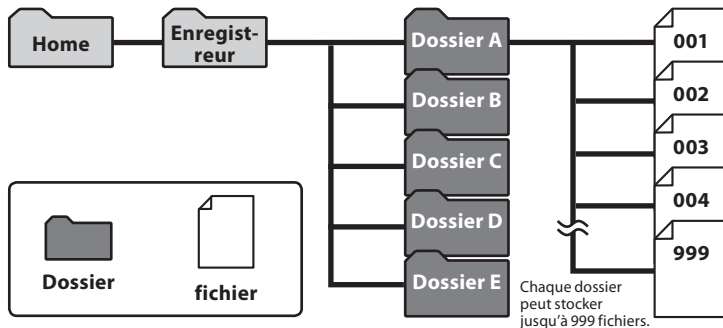 Home
Enregist-
reur
Dossier A
Dossier B
Dossier C
Dossier D
Dossier E
001
002
003
004
999
Dossier
fichier
Chaque dossier
peut stocker
jusqu'à 999 fichiers.